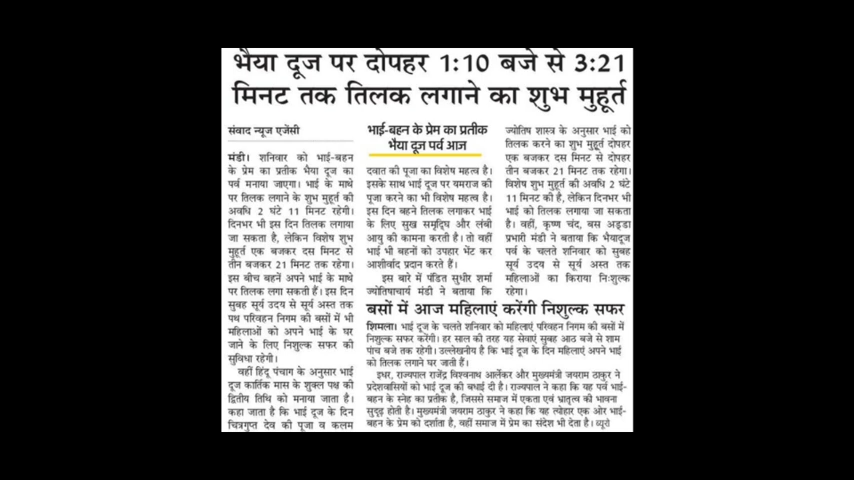 भैया दूज पर दोपहर 1:10 बजे से 3:21
मिनट तक तिलक लगाने का शुभ मुहूर्त
संवाद न्यूज एजेंसी
मंडी। शनिवार को भाई-बहन
के प्रेम का प्रतीक भैया दूज का
पर्व मनाया जाएगा। भाई के माथे
पर तिलक लगाने के शुभ मुहूर्त की
अवधि 2 घंटे 11 मिनट रहेगी।
दिनभर भी इस दिन तिलक लगाया
जा सकता है, लेकिन विशेष शुभ
मुहूर्त एक बजकर दस मिनट से
तीन बजकर 21 मिनट तक रहेगा।
इस बीच बहनें अपने भाई के माथे
पर तिलक लगा सकती हैं। इस दिन
सुबह सूर्य उदय से सूर्य अस्त तक
पथ परिवहन निगम की बसों में भी
महिलाओं को अपने भाई के घर
जाने के लिए निशुल्क सफर की
सुविधा रहेगी।
वहीं हिंदू पंचाग के अनुसार भाई
दूज कार्तिक मास के शुक्ल पक्ष की
द्वितीय तिथि को मनाया जाता है।
कहा जाता है कि भाई दूज के दिन
चित्रगुप्त देव की पूजा व कलम
भाई-बहन के प्रेम का प्रतीक
भैया दूज पर्व आज
दवात की पूजा का विशेष महत्व है।
इसके साथ भाई दूज पर यमराज की
पूजा करने का भी विशेष महत्व है।
इस दिन बहने तिलक लगाकर भाई
के लिए सुख समृद्घि और लंबी
आयु की कामना करती है। तो वहीं
भाई भी बहनों को उपहार भेंट कर
आशीर्वाद प्रदान करते हैं।
इस बारे में पंडित सुधीर शर्मा
ज्योतिषाचार्य मंडी ने बताया कि
ज्योतिष शास्त्र के अनुसार भाई को
तिलक करने का शुभ मुहूर्त दोपहर
एक बजकर दस मिनट से दोपहर
तीन बजकर 21 मिनट तक रहेगा।
विशेष शुभ मुहूर्त की अवधि 2 घंटे
11 मिनट की है, लेकिन दिनभर भी
भाई को तिलक लगाया जा सकता
है। वहीं, कृष्ण चंद, बस अड्डा
प्रभारी मंडी ने बताया कि भैयादूज
पर्व के चलते शनिवार को सुबह
सूर्य उदय से सूर्य अस्त तक
महिलाओं का किराया निःशुल्क
रहेगा।
बसों में आज महिलाएं करेंगी निशुल्क सफर
शिमला। भाई दूज के चलते शनिवार को महिलाएं परिवहन निगम की बसों में
निशुल्क सफर करेंगी। हर साल की तरह यह सेवाएं सुबह आठ बजे से शाम
पांच बजे तक रहेगी। उल्लेखनीय है कि भाई दूज के दिन महिलाएं अपने भाई
को तिलक लगाने घर जाती हैं।
इधर, राज्यपाल राजेंद्र विश्वनाथ आर्लेकर और मुख्यमंत्री जयराम ठाकुर ने
प्रदेशवासियों को भाई दूज की बधाई दी है। राज्यपाल ने कहा कि यह पर्व भाई-
बहन के स्नेह का प्रतीक है, जिससे समाज में एकता एवं भ्रातृत्व की भावना
सुदृढ़ होती है। मुख्यमंत्री जयराम ठाकुर ने कहा कि यह त्योहार एक ओर भाई-
बहन के प्रेम को दर्शाता है, वहीं समाज में प्रेम का संदेश भी देता है। ब्यूरो